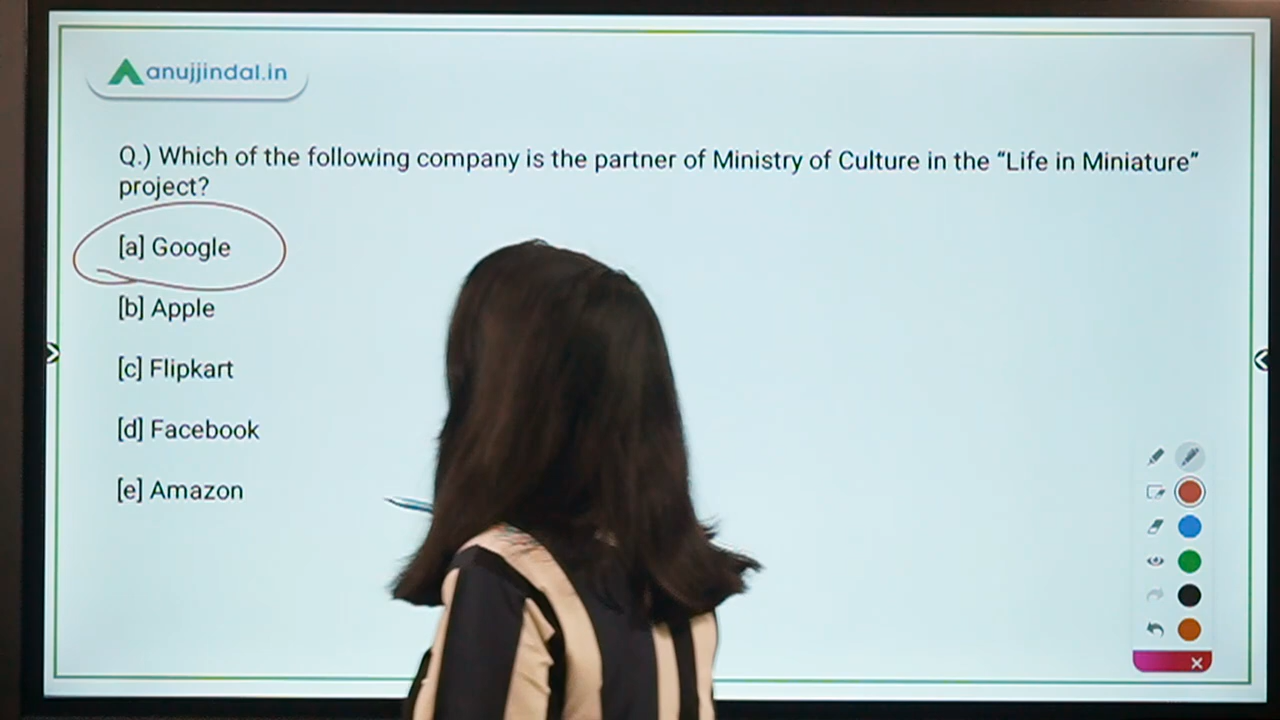 anujjindal.in
Q.) Which of the following company is the partner of Ministry of Culture in the “Life in Miniature”
project?
[a] Google
[b] Apple
[c] Flipkart
[d] Facebook
[e] Amazon